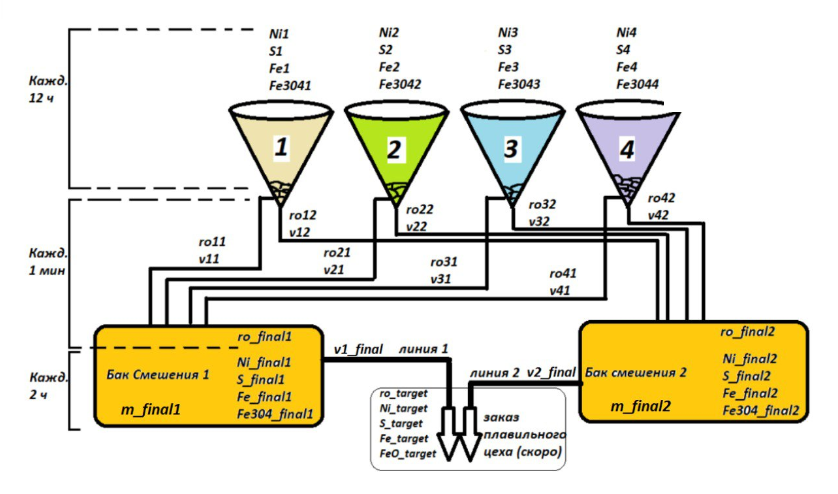 Ni1
S1
Fe1
Fe3041
Ni2
S2
Fe2
Fe3042
Ni3
S3
Fe3
Fe3043
Ni4
S4
Fe4
Fe3044
Кажд.
12 ч
1
2
3
4
ro12
v12
ro22
v22
ro32
v32
ro42
v42
Кажд.
1 мин
ro11
v11
ro21
v21
ro31
v31
ro41
v41
Кажд.
2 ч
ro_final1
Бак Смешения 1
Ni_final1
S_final1
Fe_final1
Fe304_final1
m_final1
v1_final линия 1
линия 2 v2_final
ro_final2
Бак смешения 2
Ni_final2
S_final2
Fe_final2
Fe304_final2
m_final2
ro_target
Ni_target
S_target
Fe_target
FeO_target
заказ
плавильного
цеха (скоро)